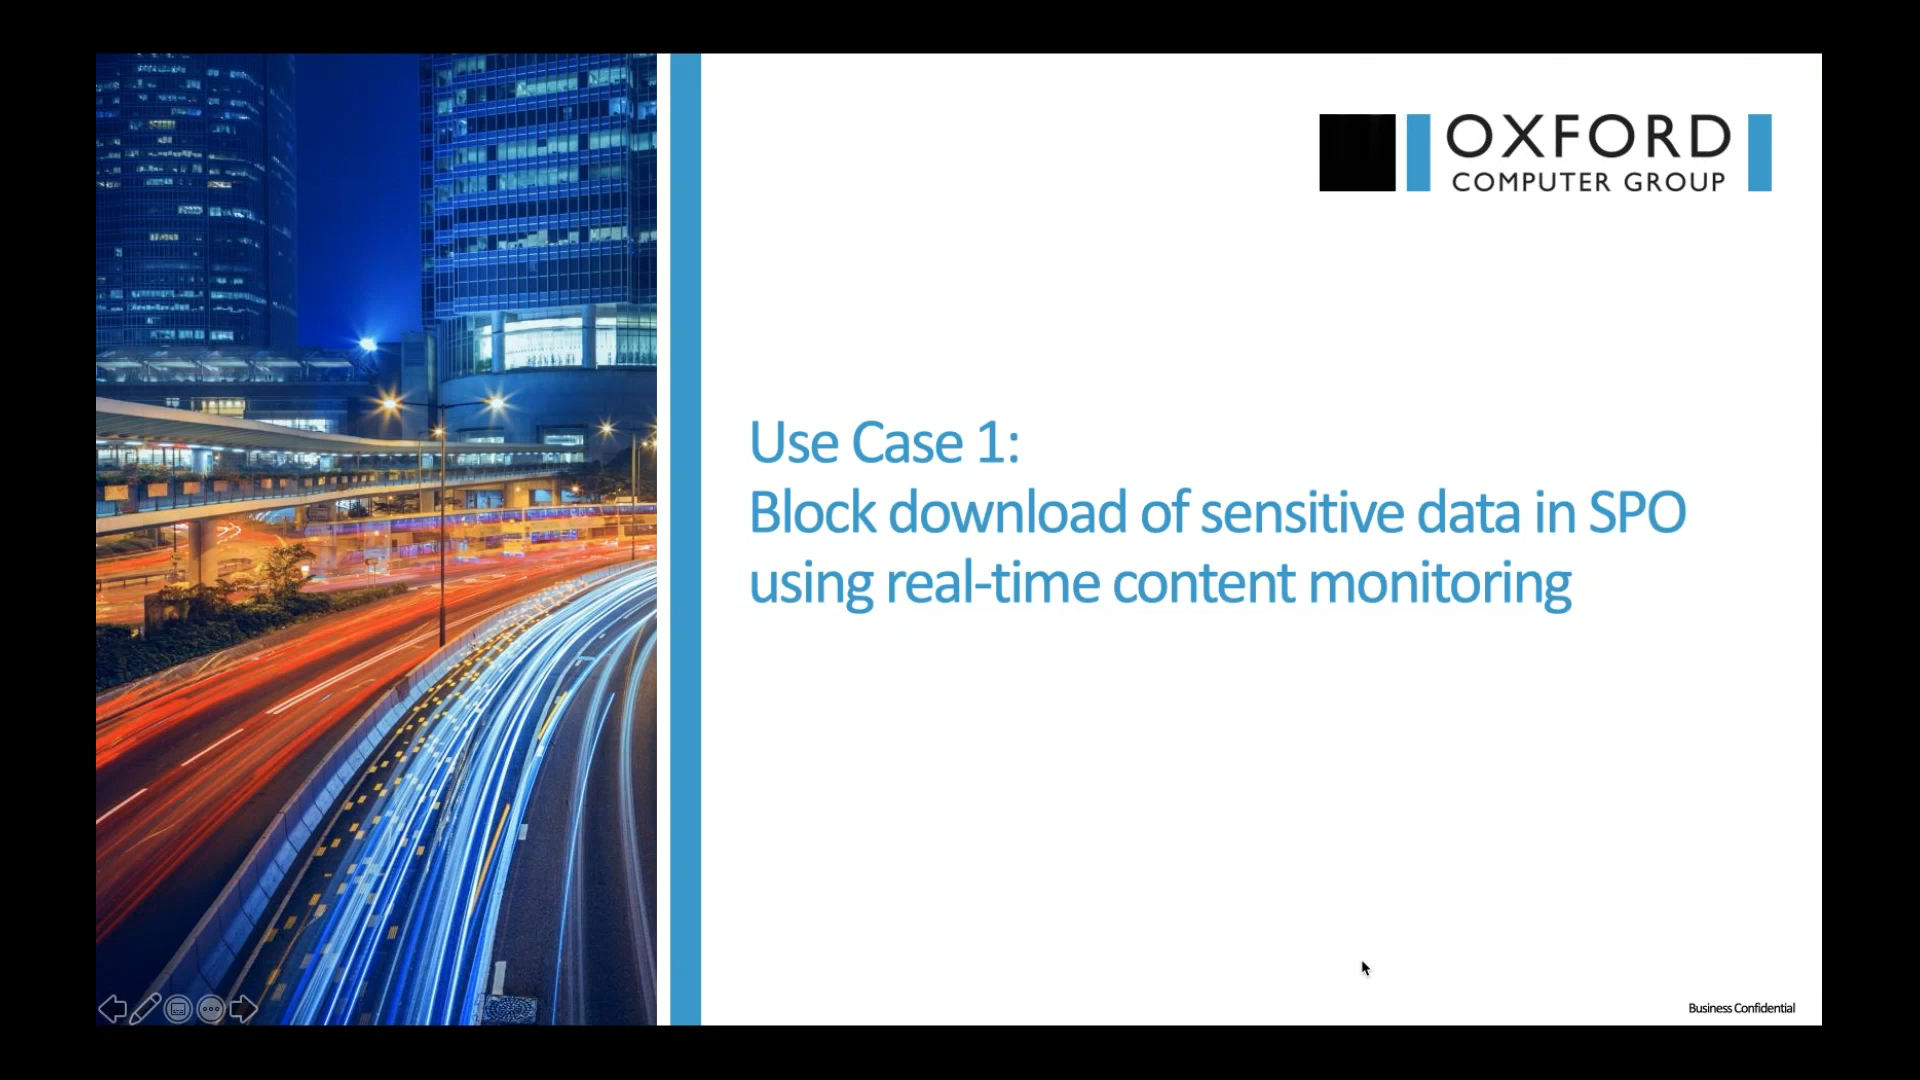 OXFORD
COMPUTER GROUP
Use Case 1:
Block download of sensitive data in SPO
using real-time content monitoring
Business Confidential